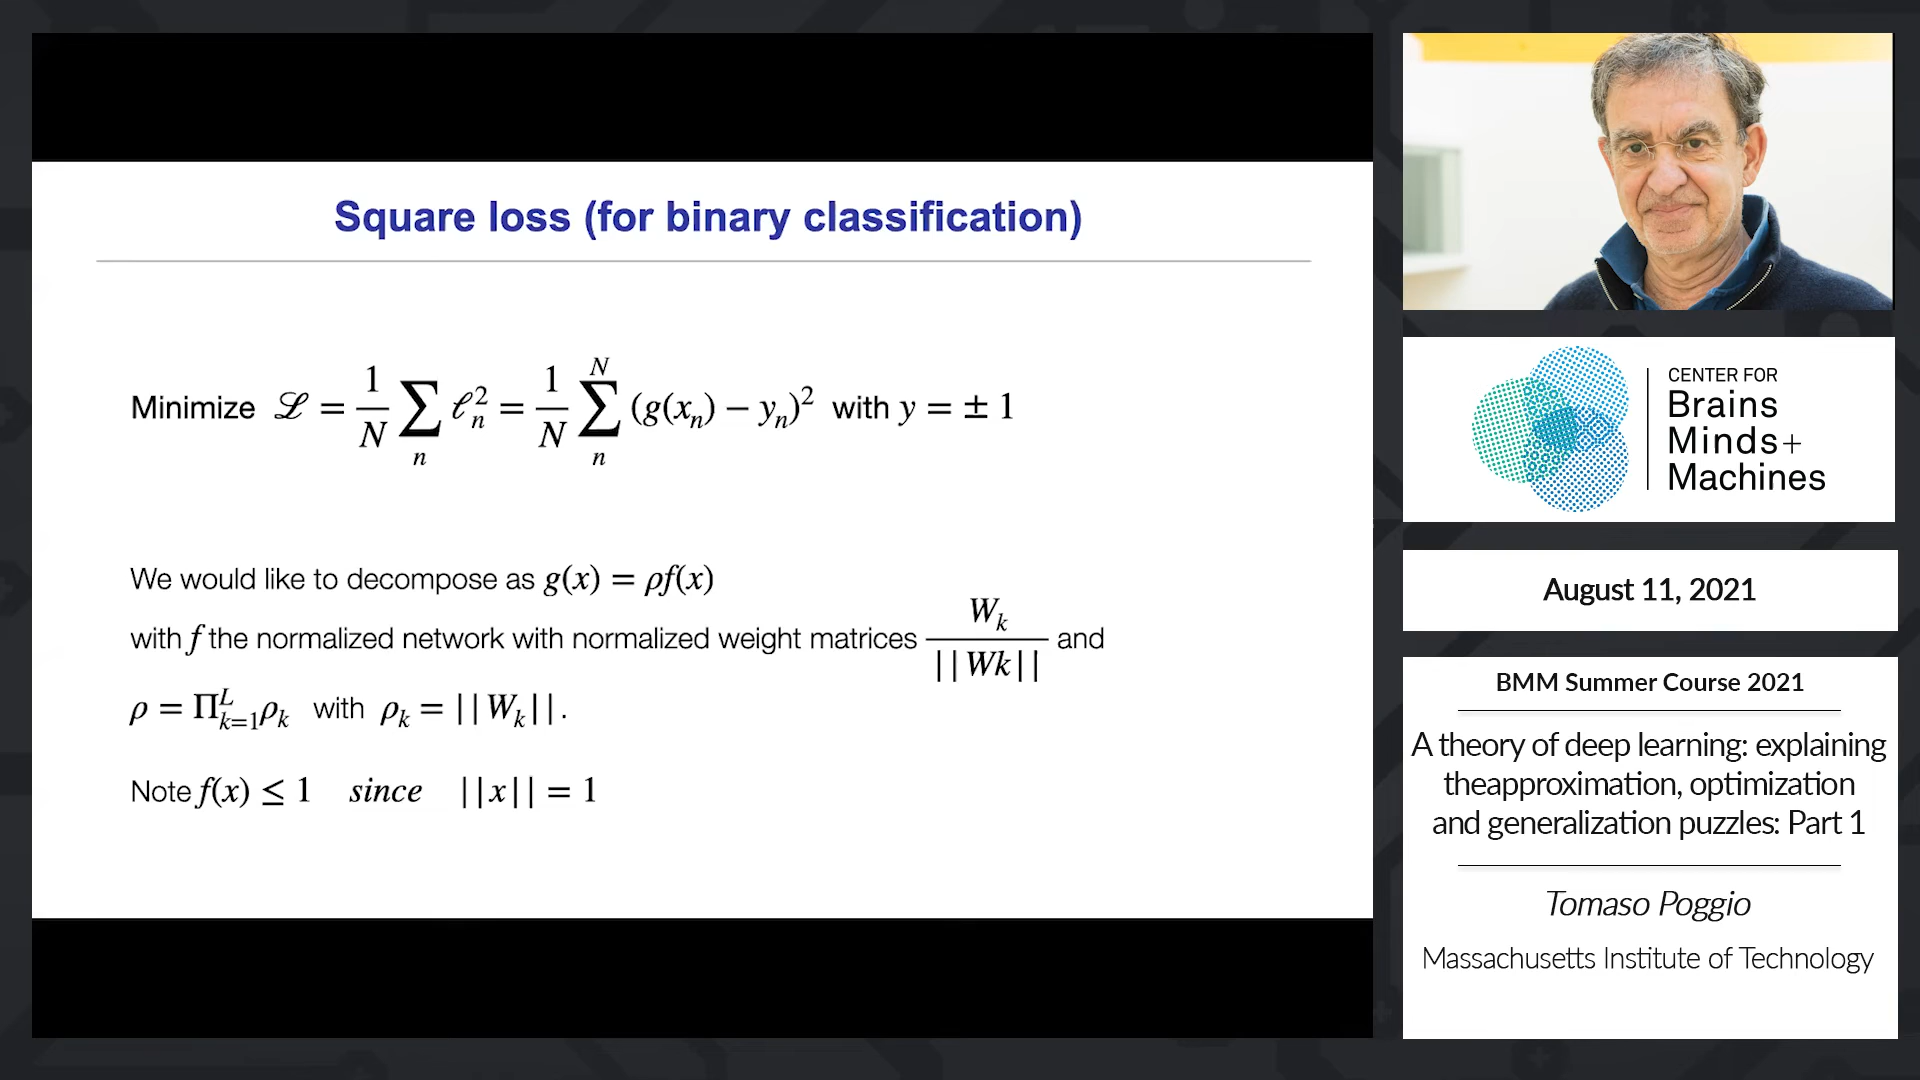 Square loss (for binary classification)
Minimize ℒ = 1/N ∑_n ℓ_n^2 = 1/N ∑_n^N (g(x_n) − y_n)^2 with y = ± 1
We would like to decompose as g(x) = ρf(x)
with f the normalized network with normalized weight matrices W_k / ||Wk|| and
ρ = Π_{k=1}^L ρ_k with ρ_k = ||W_k||.
Note f(x) ≤ 1 since ||x|| = 1
CENTER FOR
Brains
Minds+
Machines
August 11, 2021
BMM Summer Course 2021
A theory of deep learning: explaining
theapproximation, optimization
and generalization puzzles: Part 1
Tomaso Poggio
Massachusetts Institute of Technology